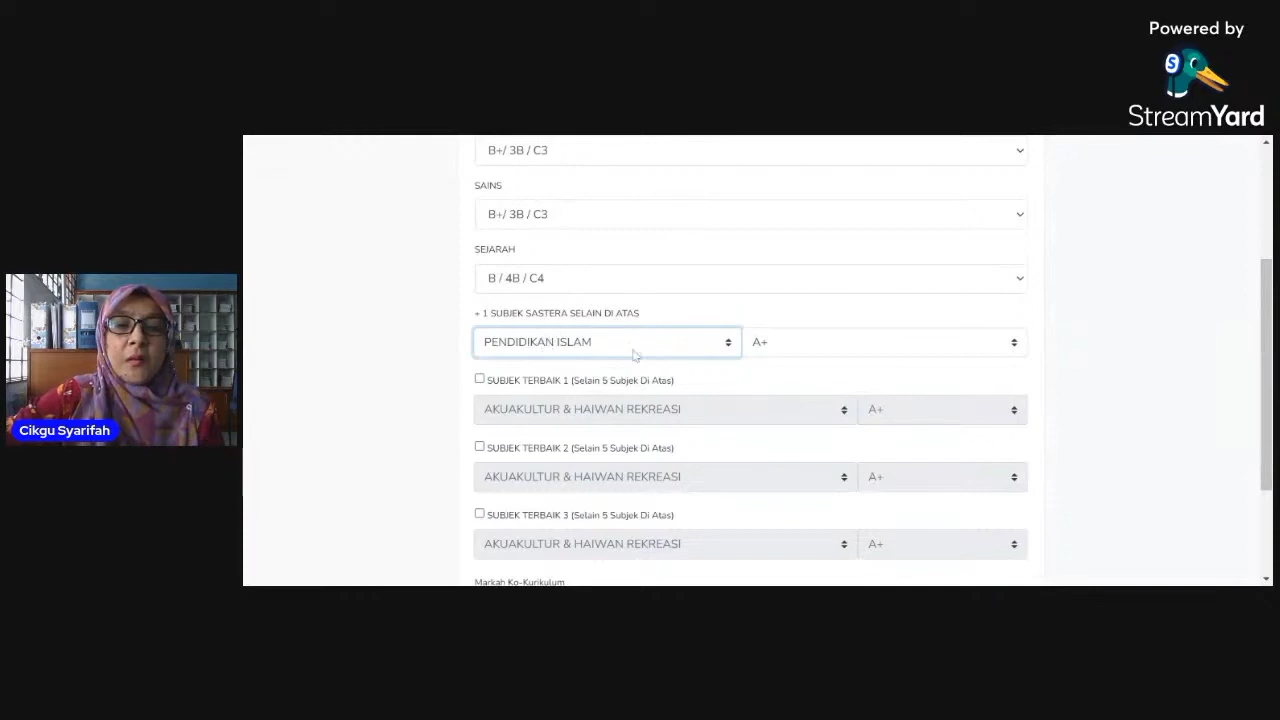 Powered by
StreamYard
B+/ 3B / C3
SAINS
B+/ 3B / C3
SEJARAH
B / 4B / C4
+ 1 SUBJEK SASTERA SELAIN DI ATAS
PENDIDIKAN ISLAM A+
SUBJEK TERBAIK 1 (Selain 5 Subjek Di Atas)
AKUAKULTUR & HAIWAN REKREASI A+
SUBJEK TERBAIK 2 (Selain 5 Subjek Di Atas)
AKUAKULTUR & HAIWAN REKREASI A+
SUBJEK TERBAIK 3 (Selain 5 Subjek Di Atas)
AKUAKULTUR & HAIWAN REKREASI A+
Markah Ko-Kurikulum
Cikgu Syarifah